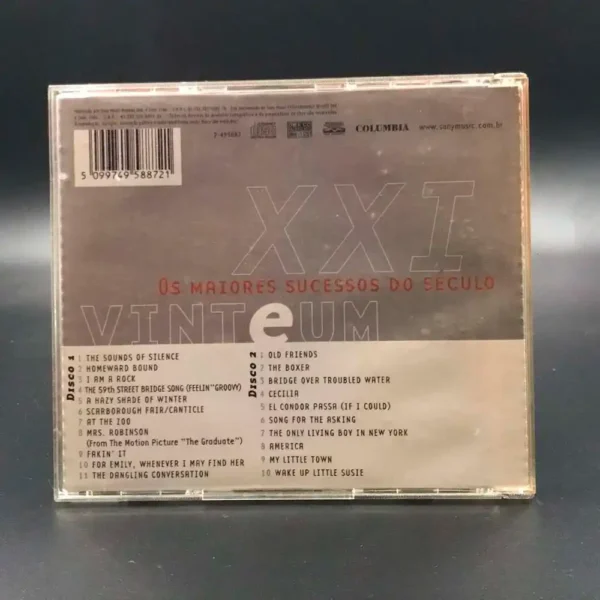 7-495887
COLUMBIA
www.sonymusic.com.br
5 099749 588721
XXI
OS MAIORES SUCESSOS DO SÉCULO
VINTeUM
Disco 1
1 THE SOUNDS OF SILENCE
2 HOMEWARD BOUND
3 I AM A ROCK
4 THE 59th STREET BRIDGE SONG (FEELIN' GROOVY)
5 A HAZY SHADE OF WINTER
6 SCARBOROUGH FAIR/CANTICLE
7 AT THE ZOO
8 MRS. ROBINSON
(From The Motion Picture "The Graduate")
9 FAKIN' IT
10 FOR EMILY, WHENEVER I MAY FIND HER
11 THE DANGLING CONVERSATION
Disco 2
1 OLD FRIENDS
2 THE BOXER
3 BRIDGE OVER TROUBLED WATER
4 CECILIA
5 EL CONDOR PASSA (IF I COULD)
6 SONG FOR THE ASKING
7 THE ONLY LIVING BOY IN NEW YORK
8 AMERICA
9 MY LITTLE TOWN
10 WAKE UP LITTLE SUSIE